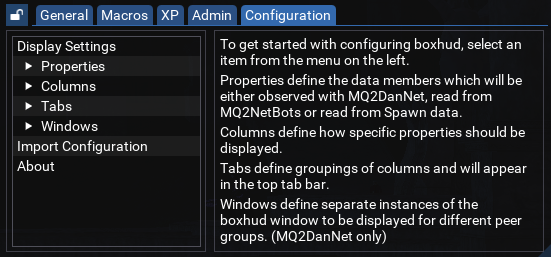 General Macros XP Admin Configuration
Display Settings
Properties
Columns
Tabs
Windows
Import Configuration
About
To get started with configuring boxhud, select an
item from the menu on the left.
Properties define the data members which will be
either observed with MQ2DanNet, read from
MQ2NetBots or read from Spawn data.
Columns define how specific properties should be
displayed.
Tabs define groupings of columns and will appear
in the top tab bar.
Windows define separate instances of the
boxhud window to be displayed for different peer
groups. (MQ2DanNet only)